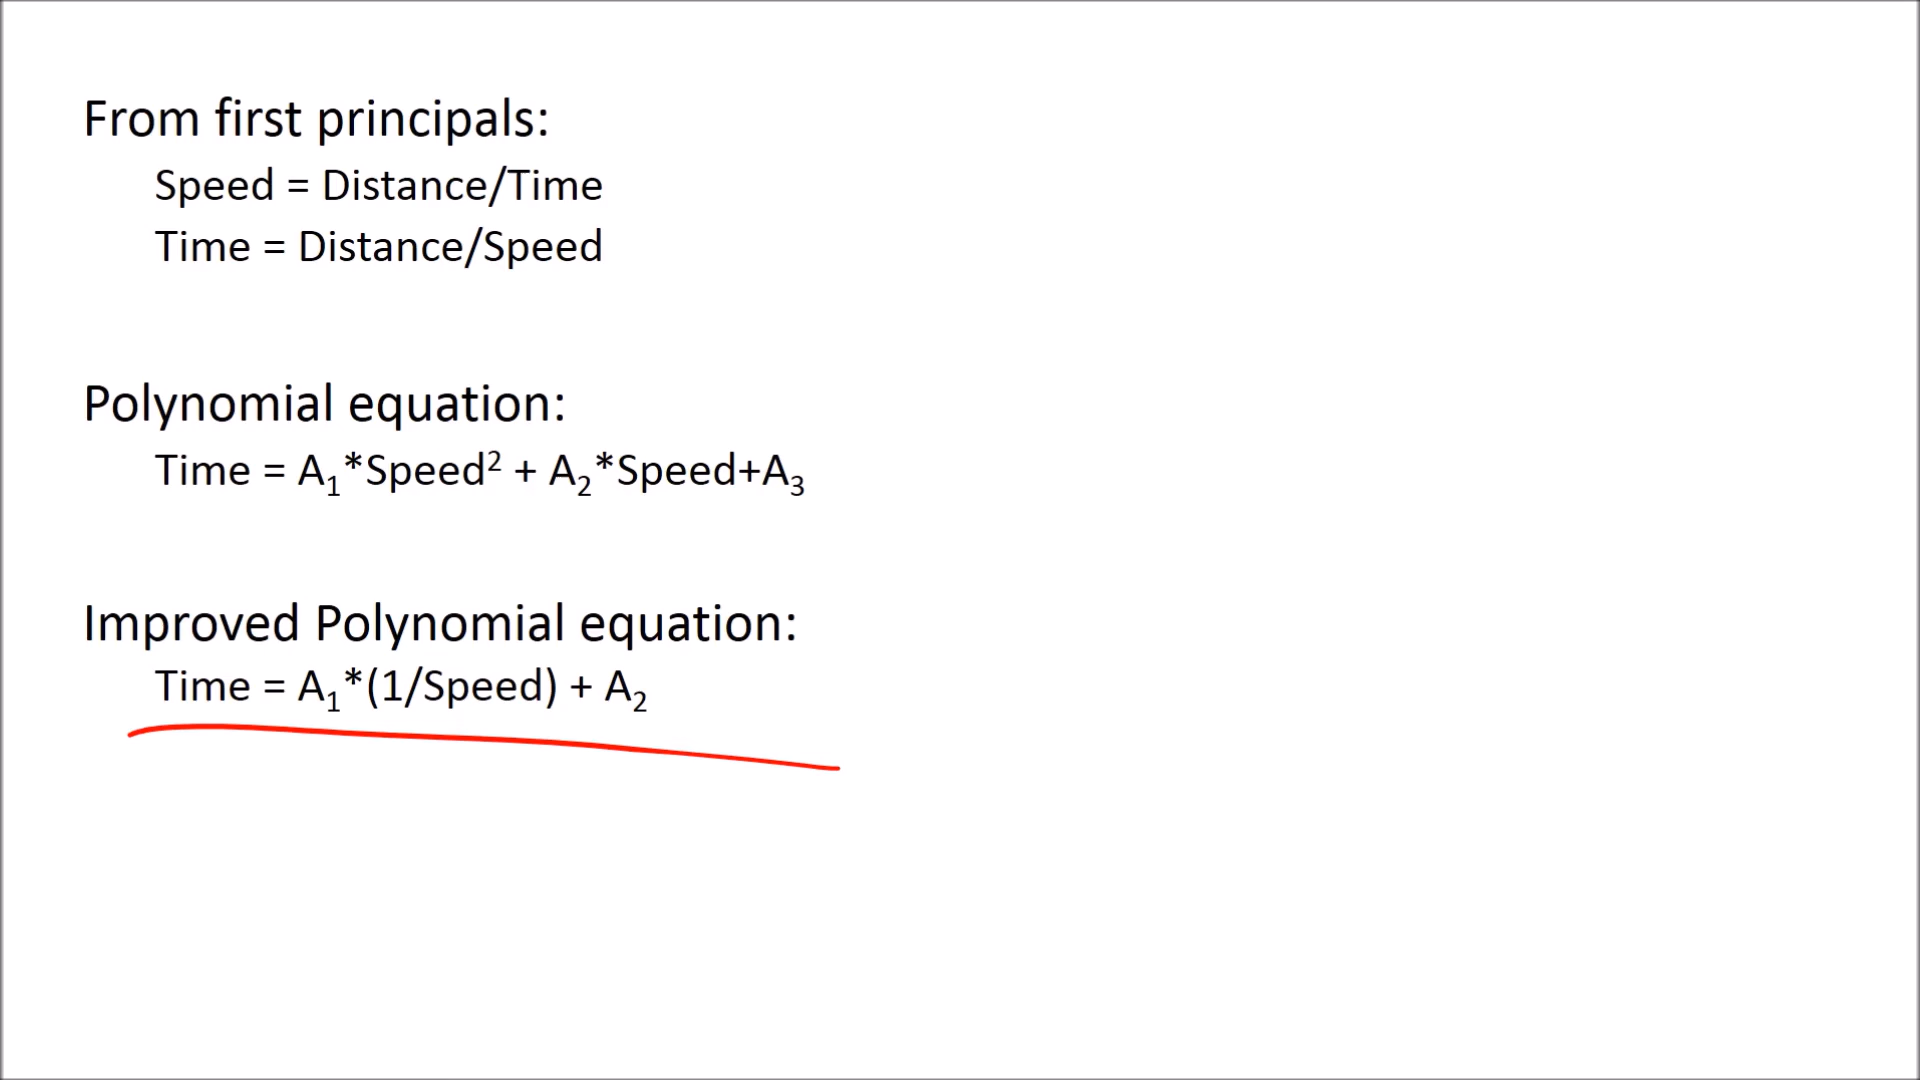 From first principals:
Speed = Distance/Time
Time = Distance/Speed
Polynomial equation:
Time = A₁*Speed² + A₂*Speed+A₃
Improved Polynomial equation:
Time = A₁*(1/Speed) + A₂